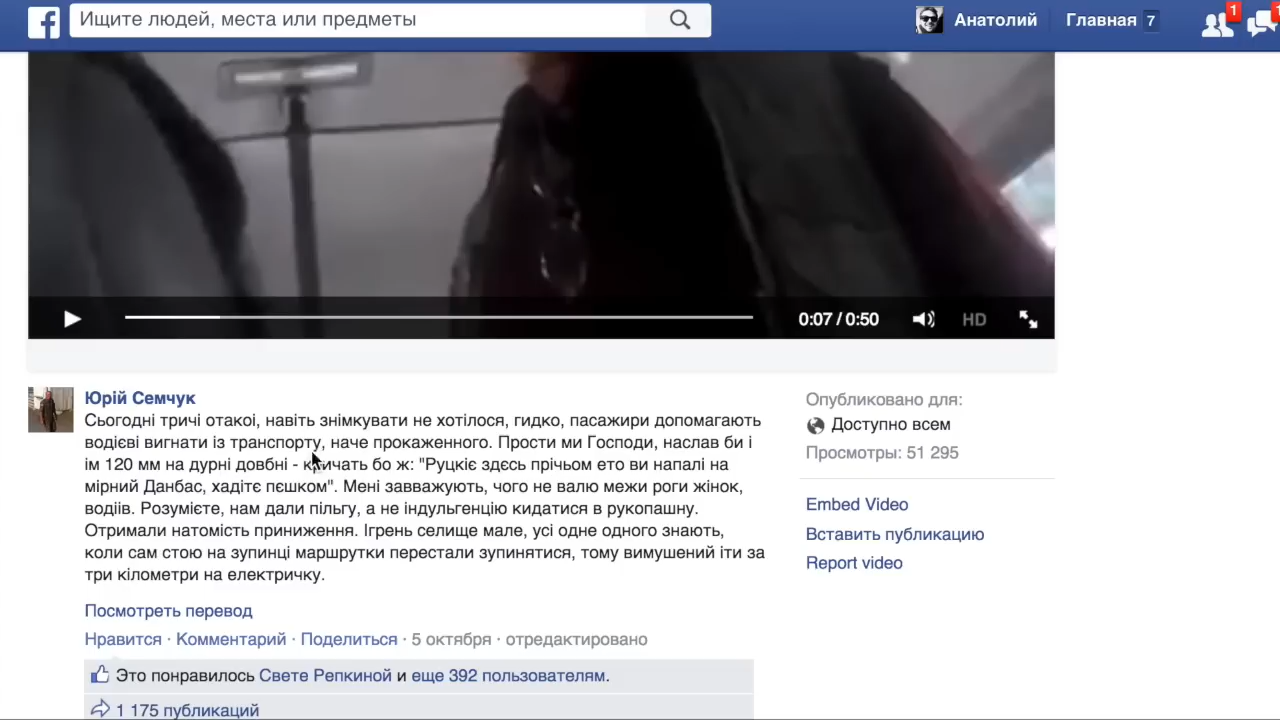 Ищите людей, места или предметы
Анатолий
Главная 7
1
0:07 / 0:50
HD
Юрій Семчук
Сьогодні тричі отакої, навіть знімкувати не хотілося, гидко, пасажири допомагають
водієві вигнати із транспорту, наче прокаженного. Прости ми Господи, наслав би і
ім 120 мм на дурні довбні - кричать бо ж: "Руцкіє здєсь прічьом ето ви напалі на
мірний Данбас, хадітє пєшком". Мені завважують, чого не валю межи роги жінок,
водіів. Розумієте, нам дали пільгу, а не індульгенцію кидатися в рукопашну.
Отримали натомість приниження. Ігрень селище мале, усі одне одного знають,
коли сам стою на зупинці маршрутки перестали зупинятися, тому вимушений іти за
три кілометри на електричку.
Посмотреть перевод
Нравится · Комментарий · Поделиться · 5 октября · отредактировано
Это понравилось Свете Репкиной и еще 392 пользователям.
1 175 публикаций
Опубликовано для:
Доступно всем
Просмотры: 51 295
Embed Video
Вставить публикацию
Report video